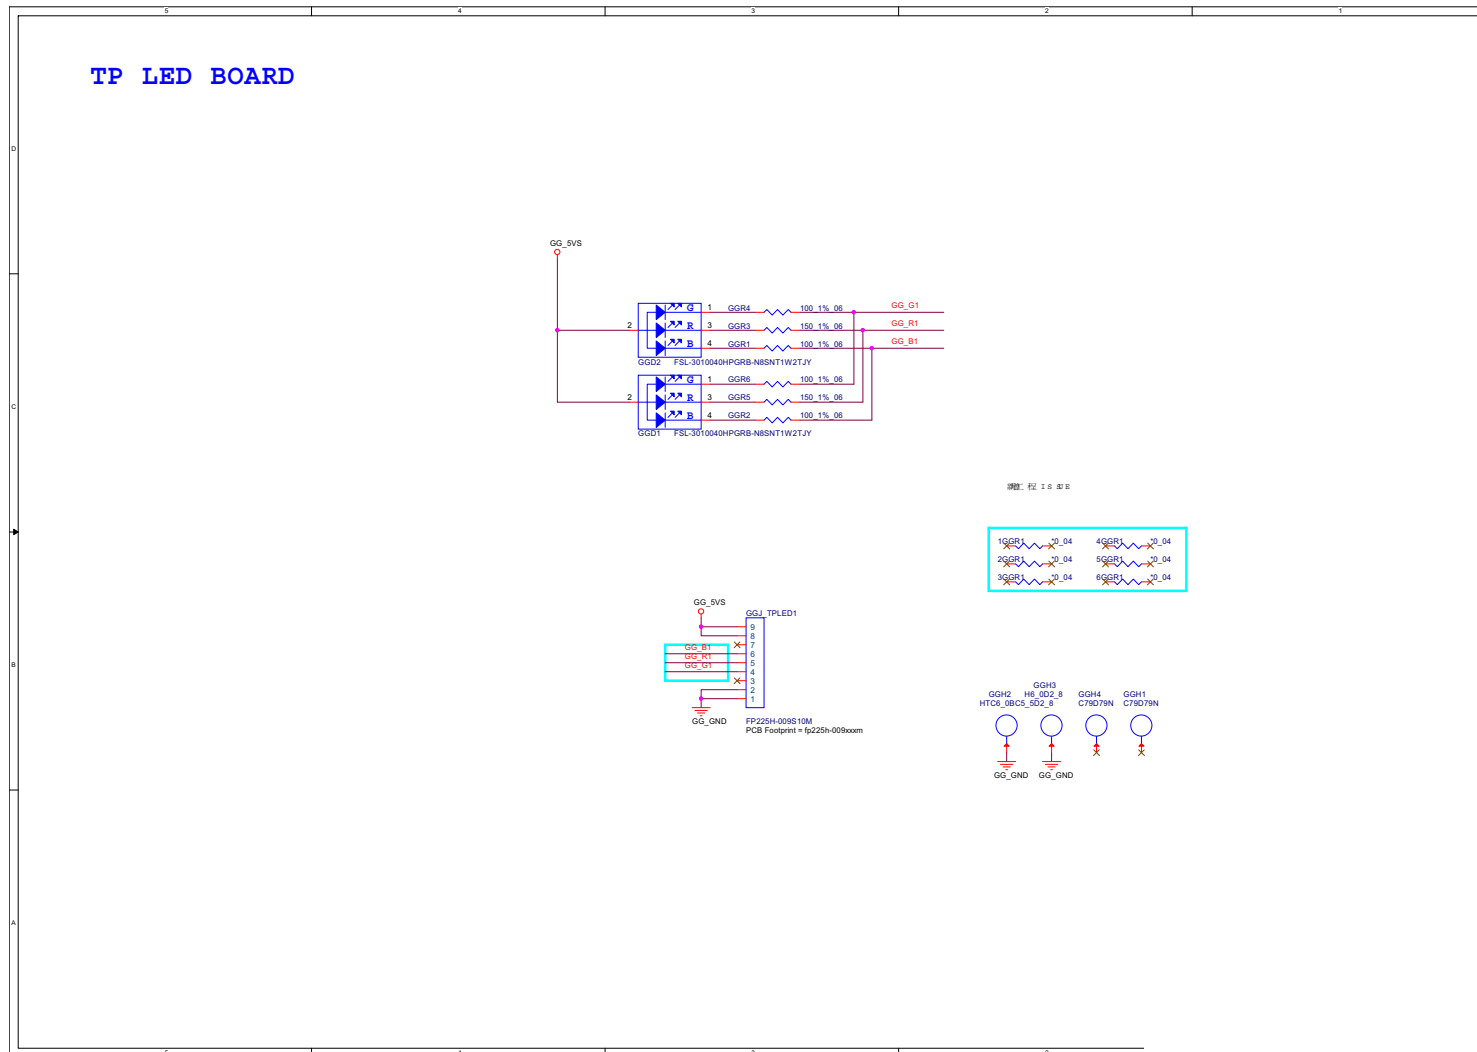 5 4 3 2 1
TP LED BOARD
D
GG_5VS
2
G 1 GGR4 100_1%_06 GG_G1
R 3 GGR3 150_1%_06 GG_R1
B 4 GGR1 100_1%_06 GG_B1
GGD2 FSL-3010040HPGRB-N8SNT1W2TJY
2
G 1 GGR6 100_1%_06
R 3 GGR5 150_1%_06
B 4 GGR2 100_1%_06
GGD1 FSL-3010040HPGRB-N8SNT1W2TJY
C
工程 ISSUE
1GGR1 *0_04 4GGR1 *0_04
2GGR1 *0_04 5GGR1 *0_04
3GGR1 *0_04 6GGR1 *0_04
GG_5VS
GGJ_TPLED1
9
8
7
GG_B1 6
GG_R1 5
GG_G1 4
3
2
1
GG_GND
FP225H-009S10M
PCB Footprint = fp225h-009xxxm
B
GGH2
HTC6_0BC5_5D2_8
GGH3
H6_0D2_8
GGH4
C79D79N
GGH1
C79D79N
GG_GND GG_GND
A